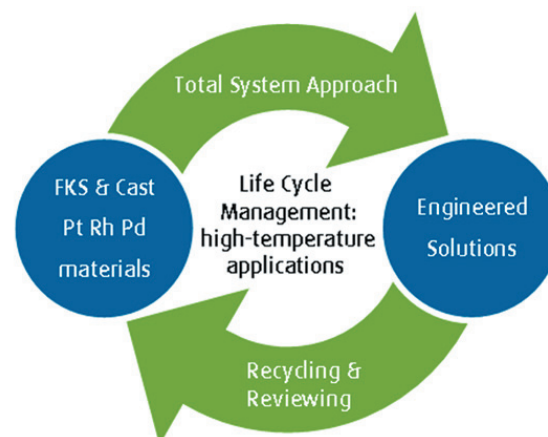 Total System Approach
FKS & Cast
Pt Rh Pd
materials
Life Cycle
Management:
high-temperature
applications
Engineered
Solutions
Recycling &
Reviewing